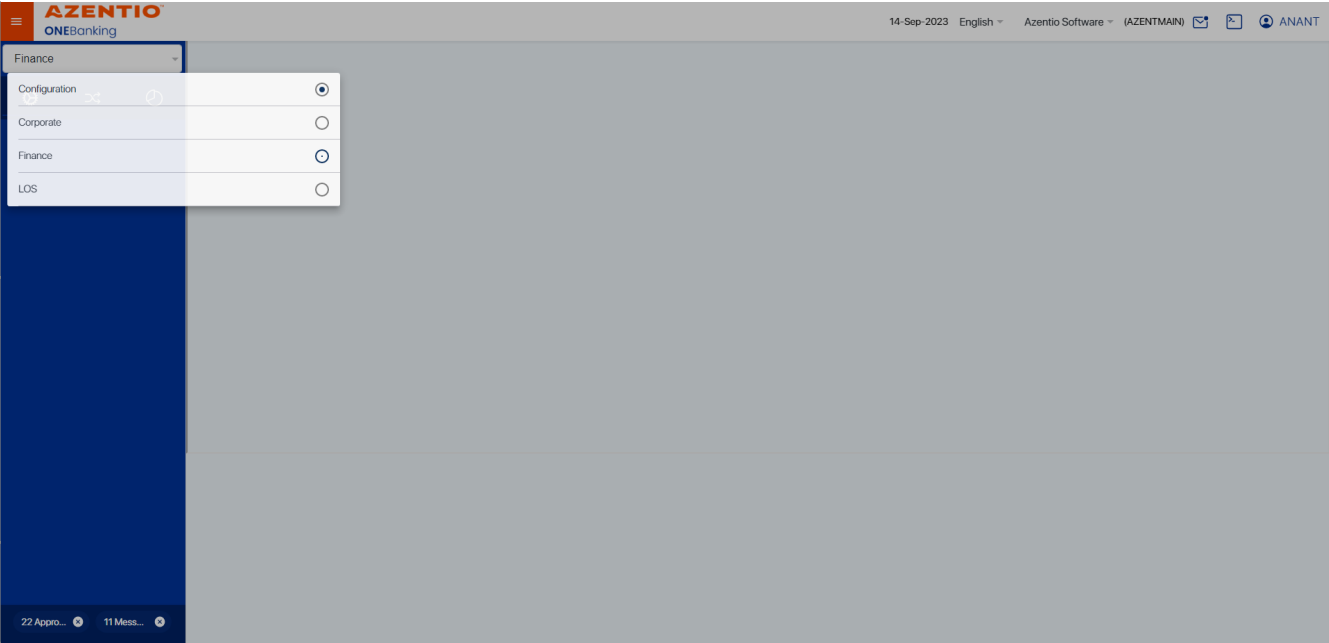 AZENTIO
ONEBanking
14-Sep-2023 English Azentio Software (AZENTMAIN) ANANT
Finance
Configuration
Corporate
Finance
LOS
22 Appro... 11 Mess...